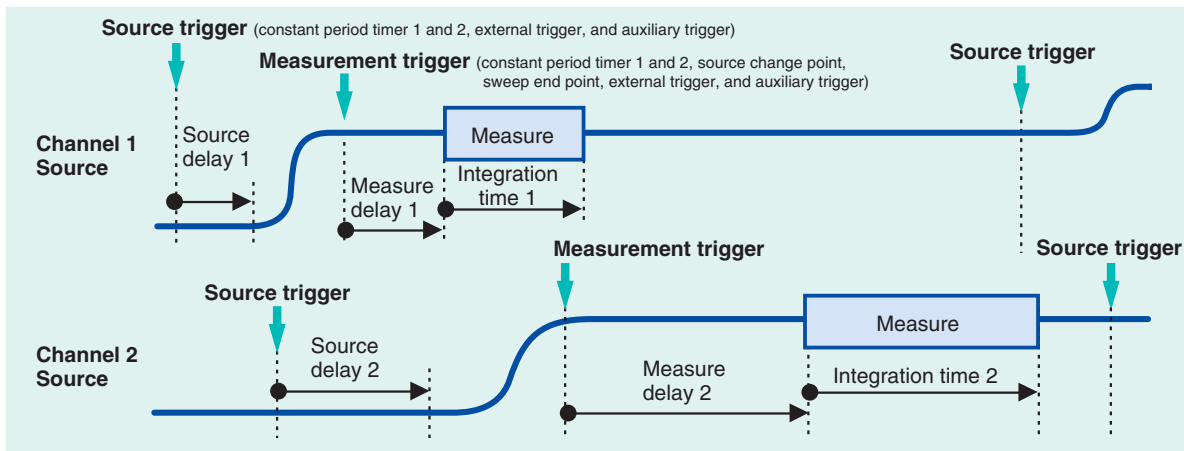 Source trigger (constant period timer 1 and 2, external trigger, and auxiliary trigger)
Measurement trigger (constant period timer 1 and 2, source change point,
sweep end point, external trigger, and auxiliary trigger)
Source trigger
Channel 1
Source
Source
delay 1
Measure
Measure
delay 1
Integration
time 1
Measurement trigger
Source trigger
Source trigger
Channel 2
Source
Source
delay 2
Measure
Measure
delay 2
Integration time 2